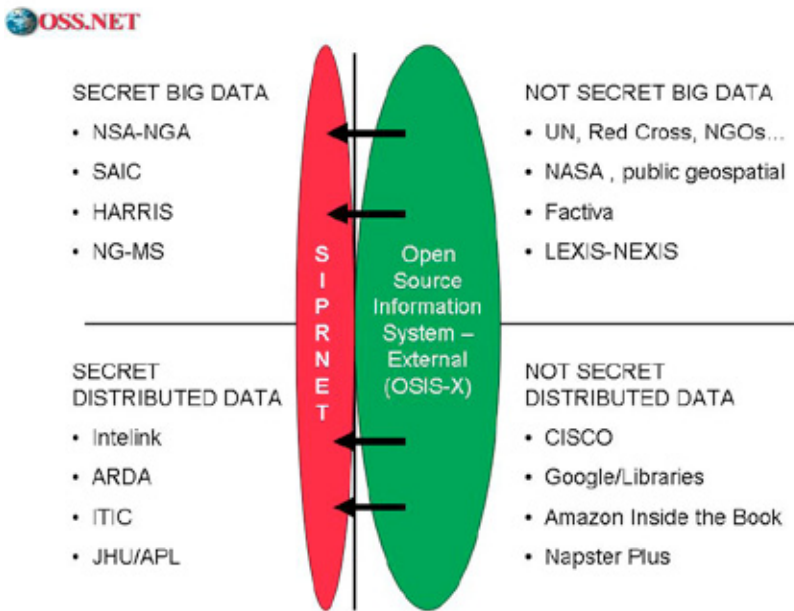 OSS.NET
SECRET BIG DATA
• NSA-NGA
• SAIC
• HARRIS
• NG-MS
SIPRNET
Open
Source
Information
System –
External
(OSIS-X)
NOT SECRET BIG DATA
• UN, Red Cross, NGOs...
• NASA , public geospatial
• Factiva
• LEXIS-NEXIS
SECRET
DISTRIBUTED DATA
• Intelink
• ARDA
• ITIC
• JHU/APL
NOT SECRET
DISTRIBUTED DATA
• CISCO
• Google/Libraries
• Amazon Inside the Book
• Napster Plus